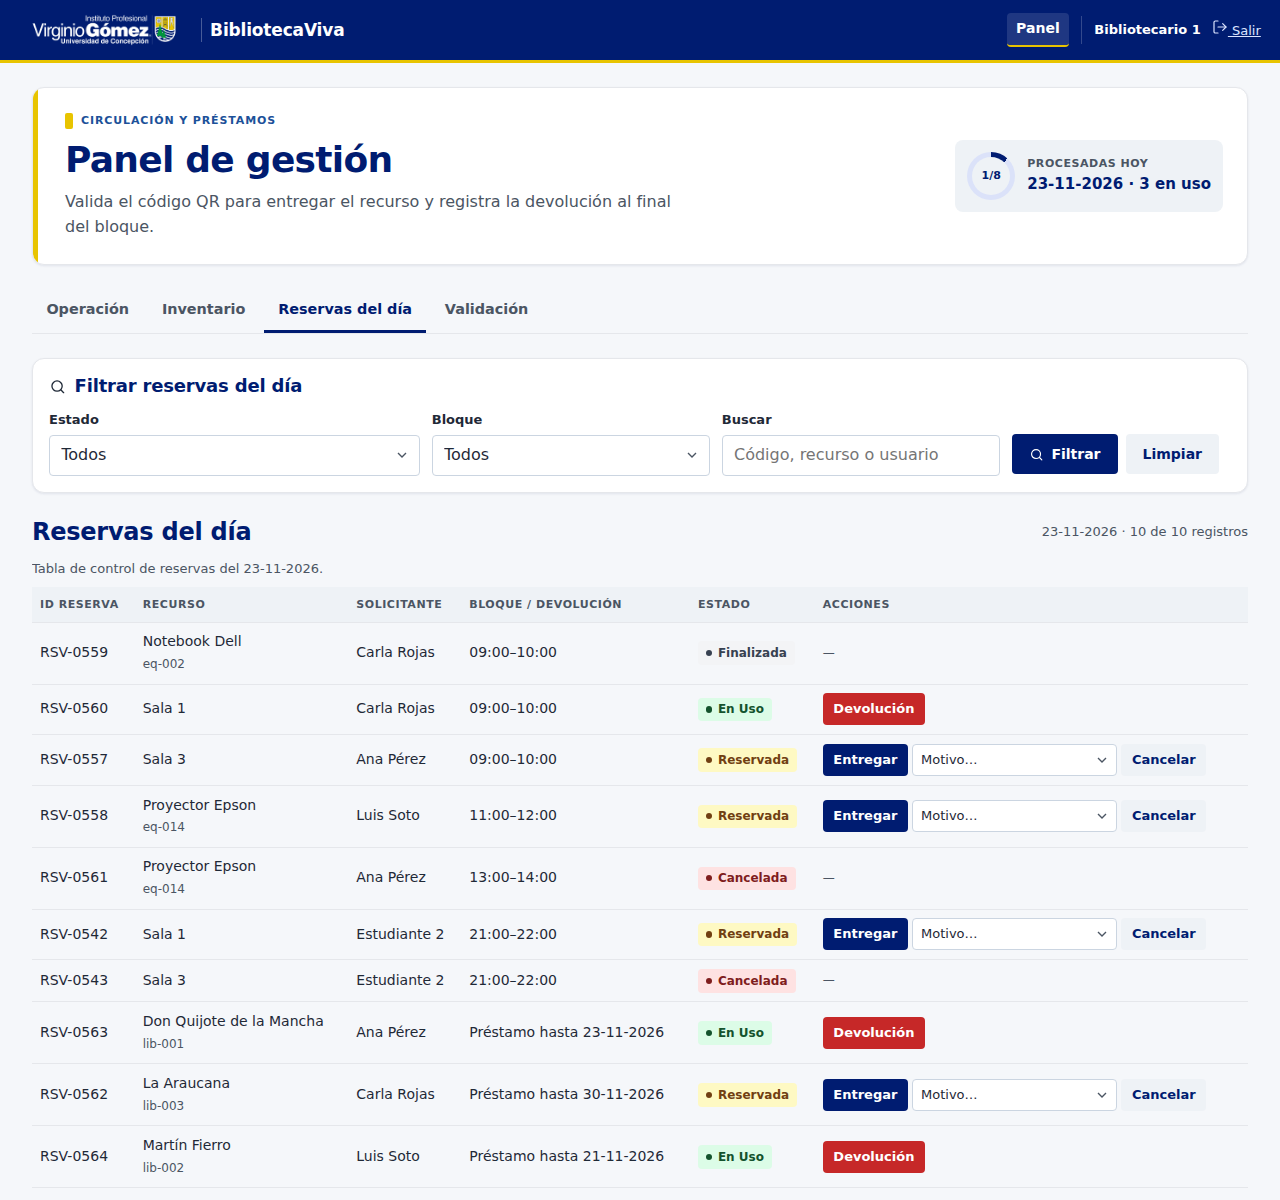 Instituto Profesional
VirginioGómez
Universidad de Concepción
BibliotecaViva
Panel
Bibliotecario 1
Salir
CIRCULACIÓN Y PRÉSTAMOS
Panel de gestión
Valida el código QR para entregar el recurso y registra la devolución al final
del bloque.
1/8
PROCESADAS HOY
23-11-2026 · 3 en uso
Operación
Inventario
Reservas del día
Validación
Filtrar reservas del día
Estado
Bloque
Buscar
Todos
Todos
Código, recurso o usuario
Filtrar
Limpiar
Reservas del día
23-11-2026 · 10 de 10 registros
Tabla de control de reservas del 23-11-2026.
ID RESERVA RECURSO SOLICITANTE BLOQUE / DEVOLUCIÓN ESTADO ACCIONES
RSV-0559 Notebook Dell Carla Rojas 09:00–10:00 Finalizada —
eq-002
RSV-0560 Sala 1 Carla Rojas 09:00–10:00 En Uso Devolución
RSV-0557 Sala 3 Ana Pérez 09:00–10:00 Reservada Entregar Motivo... Cancelar
RSV-0558 Proyector Epson Luis Soto 11:00–12:00 Reservada Entregar Motivo... Cancelar
eq-014
RSV-0561 Proyector Epson Ana Pérez 13:00–14:00 Cancelada —
eq-014
RSV-0542 Sala 1 Estudiante 2 21:00–22:00 Reservada Entregar Motivo... Cancelar
RSV-0543 Sala 3 Estudiante 2 21:00–22:00 Cancelada —
RSV-0563 Don Quijote de la Mancha Ana Pérez Préstamo hasta 23-11-2026 En Uso Devolución
lib-001
RSV-0562 La Araucana Carla Rojas Préstamo hasta 30-11-2026 Reservada Entregar Motivo... Cancelar
lib-003
RSV-0564 Martín Fierro Luis Soto Préstamo hasta 21-11-2026 En Uso Devolución
lib-002